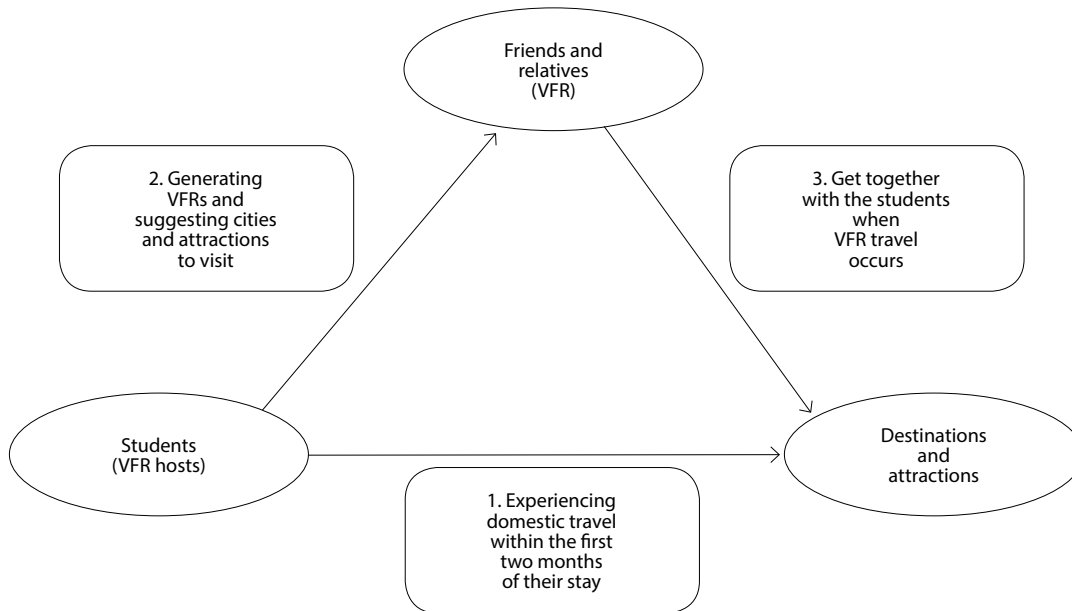 Friends and
relatives
(VFR)
2. Generating
VFRs and
suggesting cities
and attractions
to visit
3. Get together
with the students
when
VFR travel
occurs
Students
(VFR hosts)
Destinations
and
attractions
1. Experiencing
domestic travel
within the first
two months
of their stay